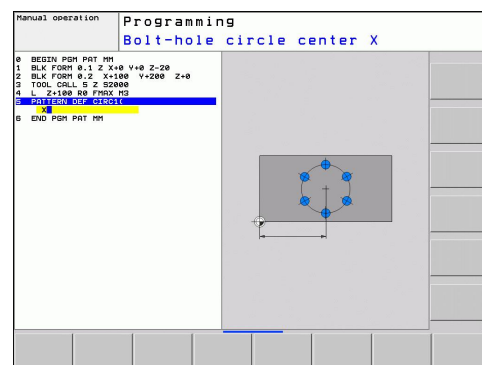 Manual operation
Programming
Bolt-hole circle center X
0 BEGIN PGM PAT MM
1 BLK FORM 0.1 Z X+0 Y+0 Z-20
2 BLK FORM 0.2 X+100 Y+200 Z+0
3 TOOL CALL 5 Z S2000
4 L Z+100 R0 FMAX M3
5 PATTERN DEF CIRC1(
X
6 END PGM PAT MM